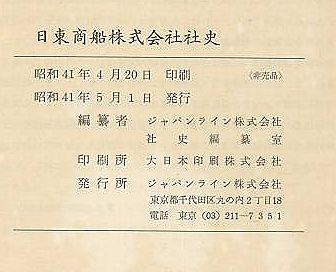 日東商船株式会社社史
昭和41年4月20日 印刷 《非売品》
昭和41年5月1日 発行
編纂者 ジャパンライン株式会社
社史編纂室
印刷所 大日本印刷株式会社
発行所 ジャパンライン株式会社
東京都千代田区丸の内2丁目18
電話 東京(03)211―7351